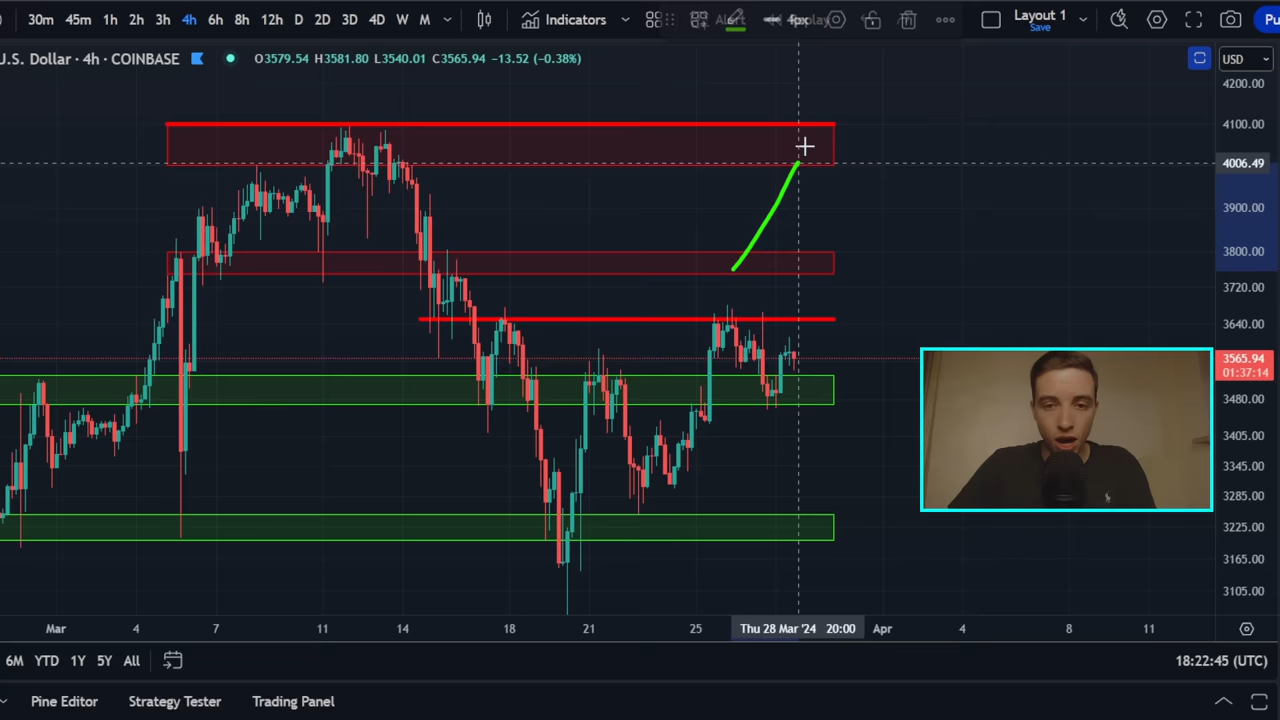 30m 45m 1h 2h 3h 4h 6h 8h 12h D 2D 3D 4D W M Indicators Alert 4px Replay Layout 1 Pu
Save
U.S. Dollar · 4h · COINBASE O3579.54 H3581.80 L3540.01 C3565.94 −13.52 (−0.38%) USD
4200.00
4100.00
4006.49
3900.00
3800.00
3720.00
3640.00
3565.94
01:37:14
3480.00
3405.00
3345.00
3285.00
3225.00
3165.00
3105.00
Mar 4 7 11 14 18 21 25 Thu 28 Mar '24 20:00 Apr 4 8 11
6M YTD 1Y 5Y All 18:22:45 (UTC)
Pine Editor Strategy Tester Trading Panel